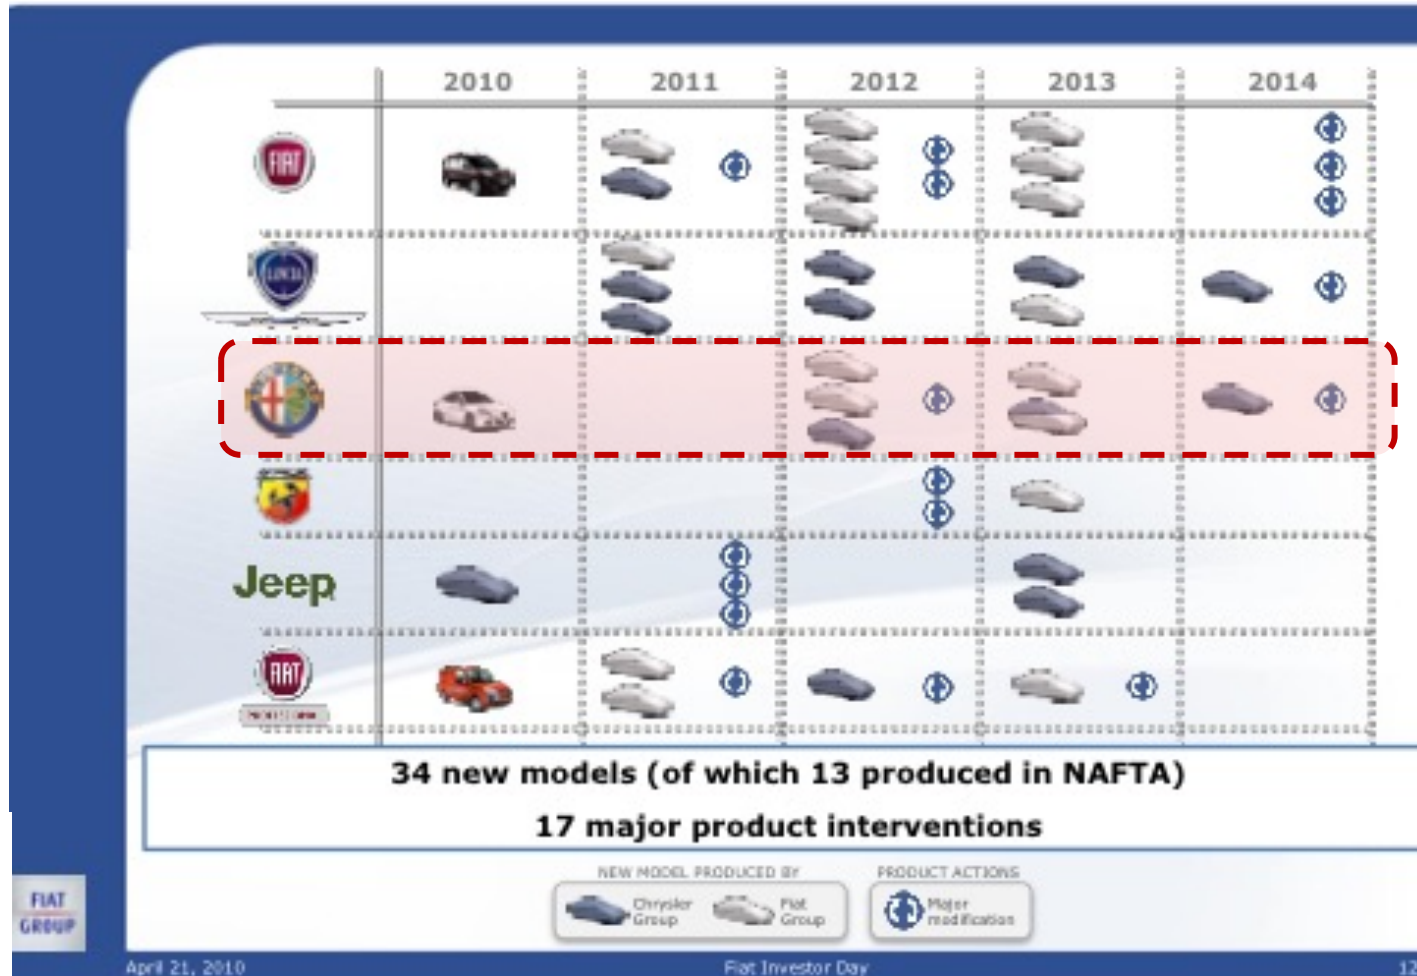 2010 2011 2012 2013 2014
FIAT
Jeep
FIAT
34 new models (of which 13 produced in NAFTA)
17 major product interventions
NEW MODEL PRODUCED BY PRODUCT ACTIONS
Chrysler Group Fiat Group Major modification
FIAT
GROUP
April 21, 2010 Fiat Investor Day 12